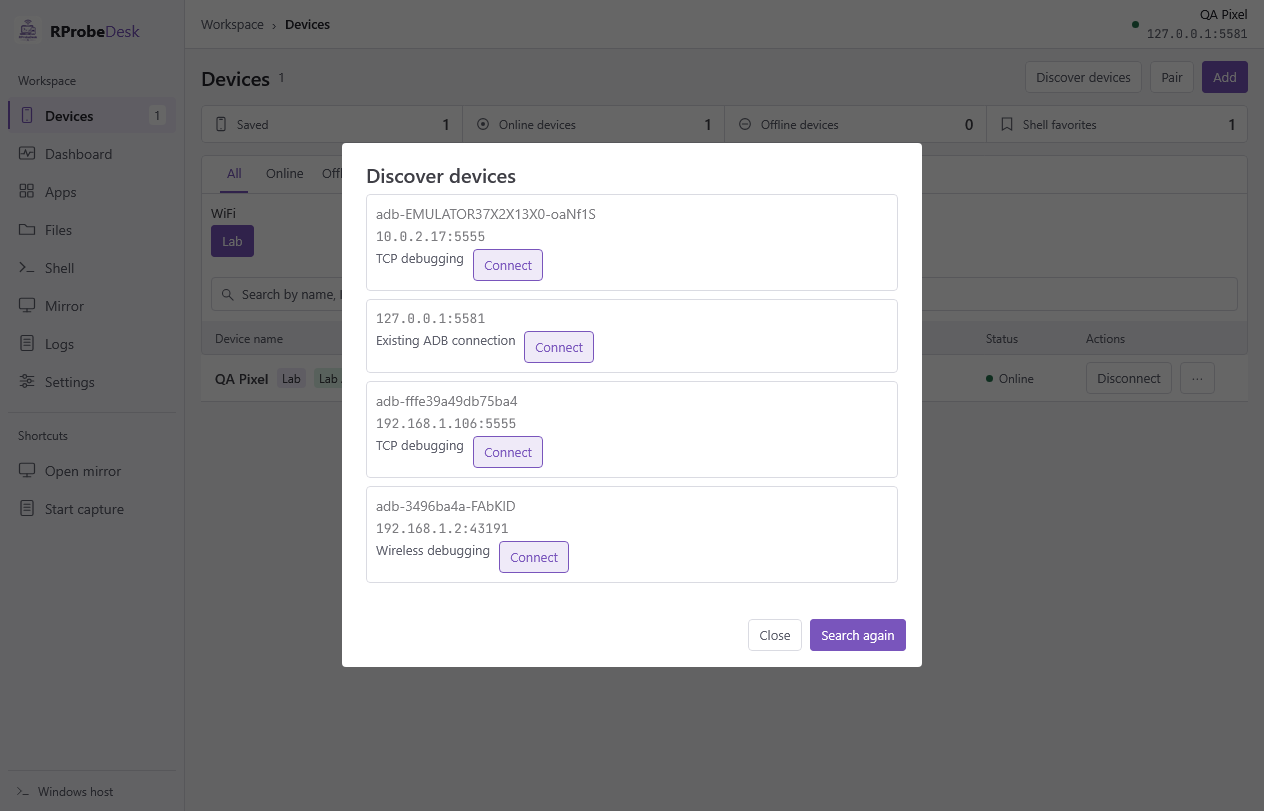 RProbeDesk
Workspace › Devices
QA Pixel
127.0.0.1:5581
Workspace
Devices 1
Dashboard
Apps
Files
Shell
Mirror
Logs
Settings
Shortcuts
Open mirror
Start capture
Windows host
Devices 1
Discover devices
Pair
Add
Saved 1
Online devices 1
Offline devices 0
Shell favorites 1
All Online
WiFi
Lab
Search by name,
Device name Status Actions
QA Pixel Lab Lab Online Disconnect ...
Discover devices
adb-EMULATOR37X2X13X0-oaNf1S
10.0.2.17:5555
TCP debugging Connect
127.0.0.1:5581
Existing ADB connection Connect
adb-fffe39a49db75ba4
192.168.1.106:5555
TCP debugging Connect
adb-3496ba4a-FAbKlD
192.168.1.2:43191
Wireless debugging Connect
Close Search again